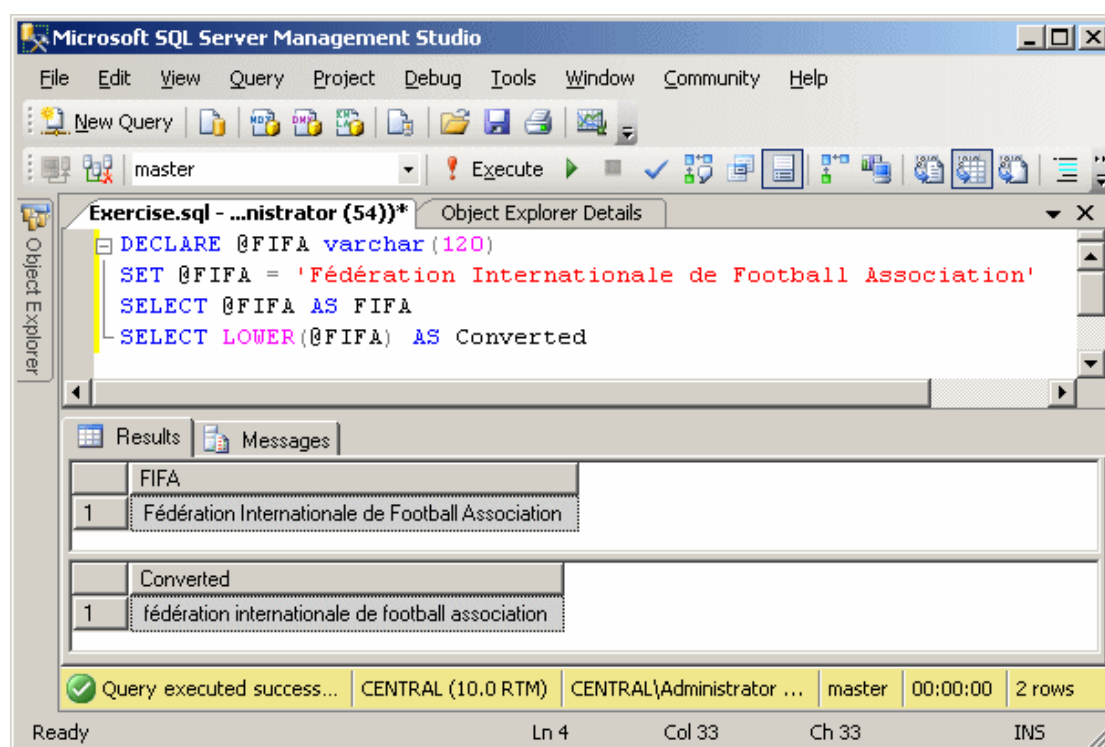 Microsoft SQL Server Management Studio
File Edit View Query Project Debug Tools Window Community Help
New Query
master Execute
Exercise.sql - ...nistrator (54))* Object Explorer Details
Object Explorer
DECLARE @FIFA varchar(120)
SET @FIFA = 'Fédération Internationale de Football Association'
SELECT @FIFA AS FIFA
SELECT LOWER(@FIFA) AS Converted
Results Messages
FIFA
1 Fédération Internationale de Football Association
Converted
1 fédération internationale de football association
Query executed success... CENTRAL (10.0 RTM) CENTRAL\Administrator ... master 00:00:00 2 rows
Ready Ln 4 Col 33 Ch 33 INS